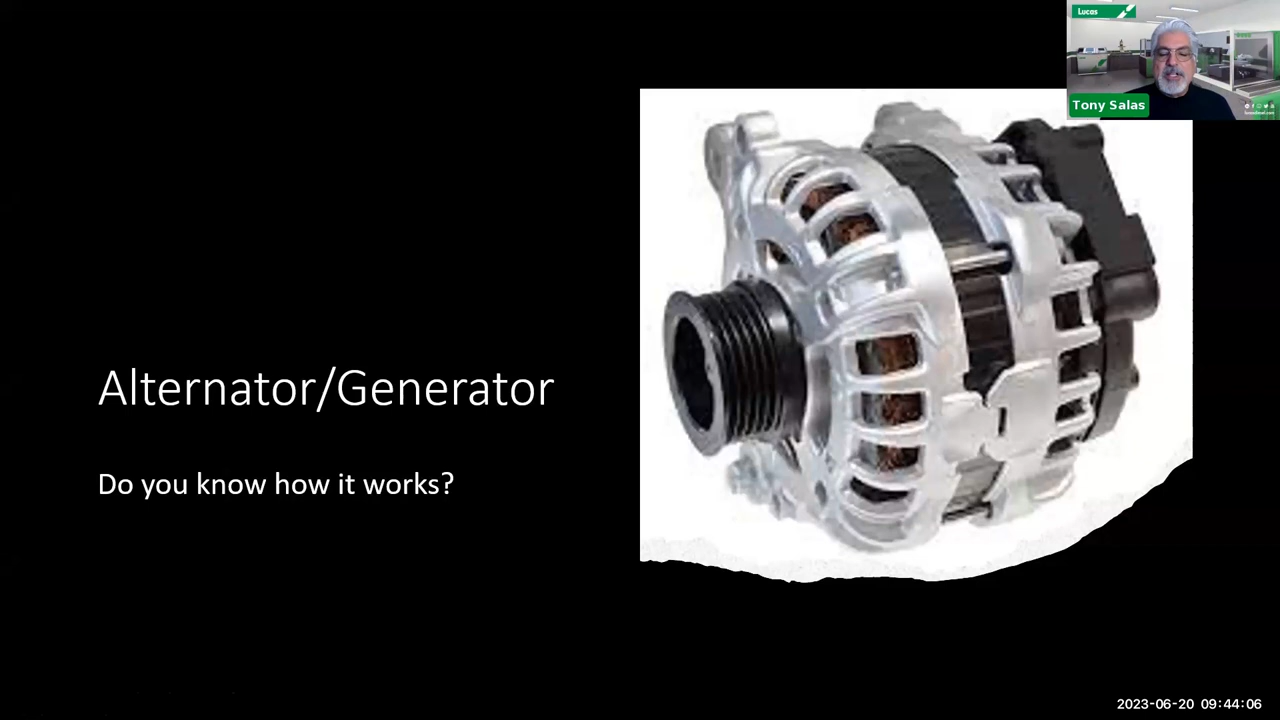 Lucas
Tony Salas
Alternator/Generator
Do you know how it works?
2023-06-20 09:44:06